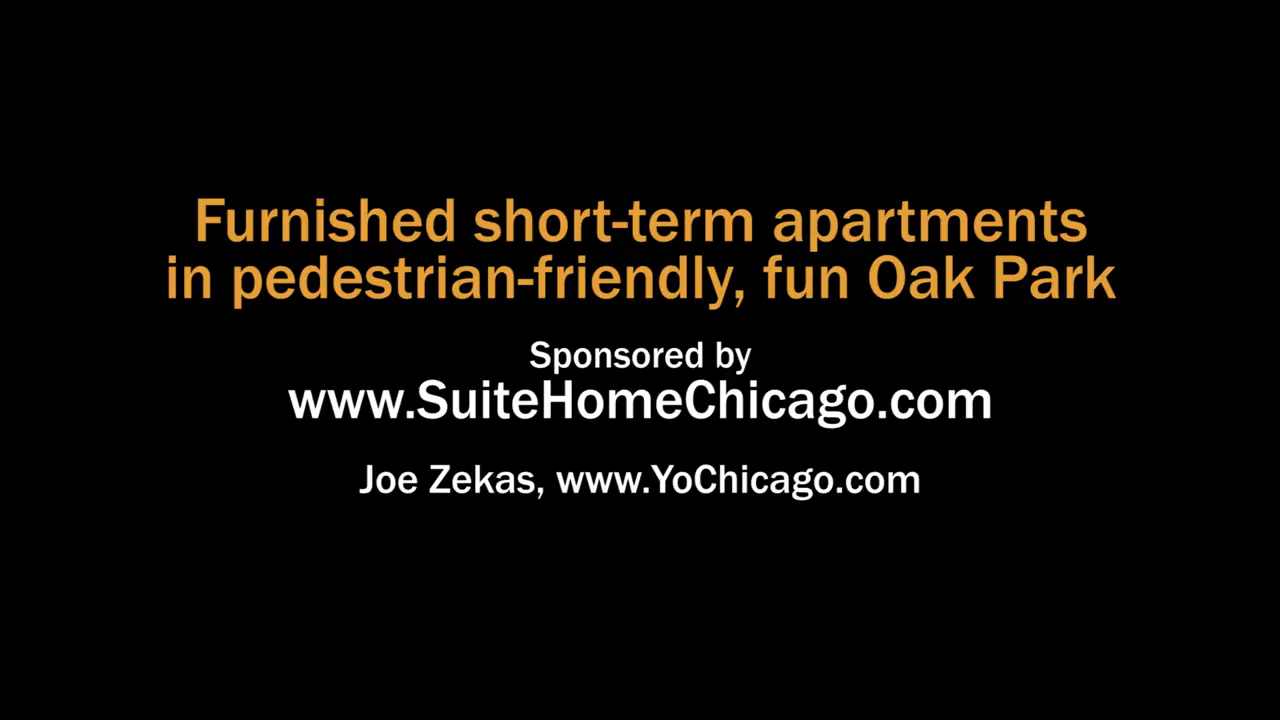 Furnished short-term apartments
in pedestrian-friendly, fun Oak Park
Sponsored by
www.SuiteHomeChicago.com
Joe Zekas, www.YoChicago.com